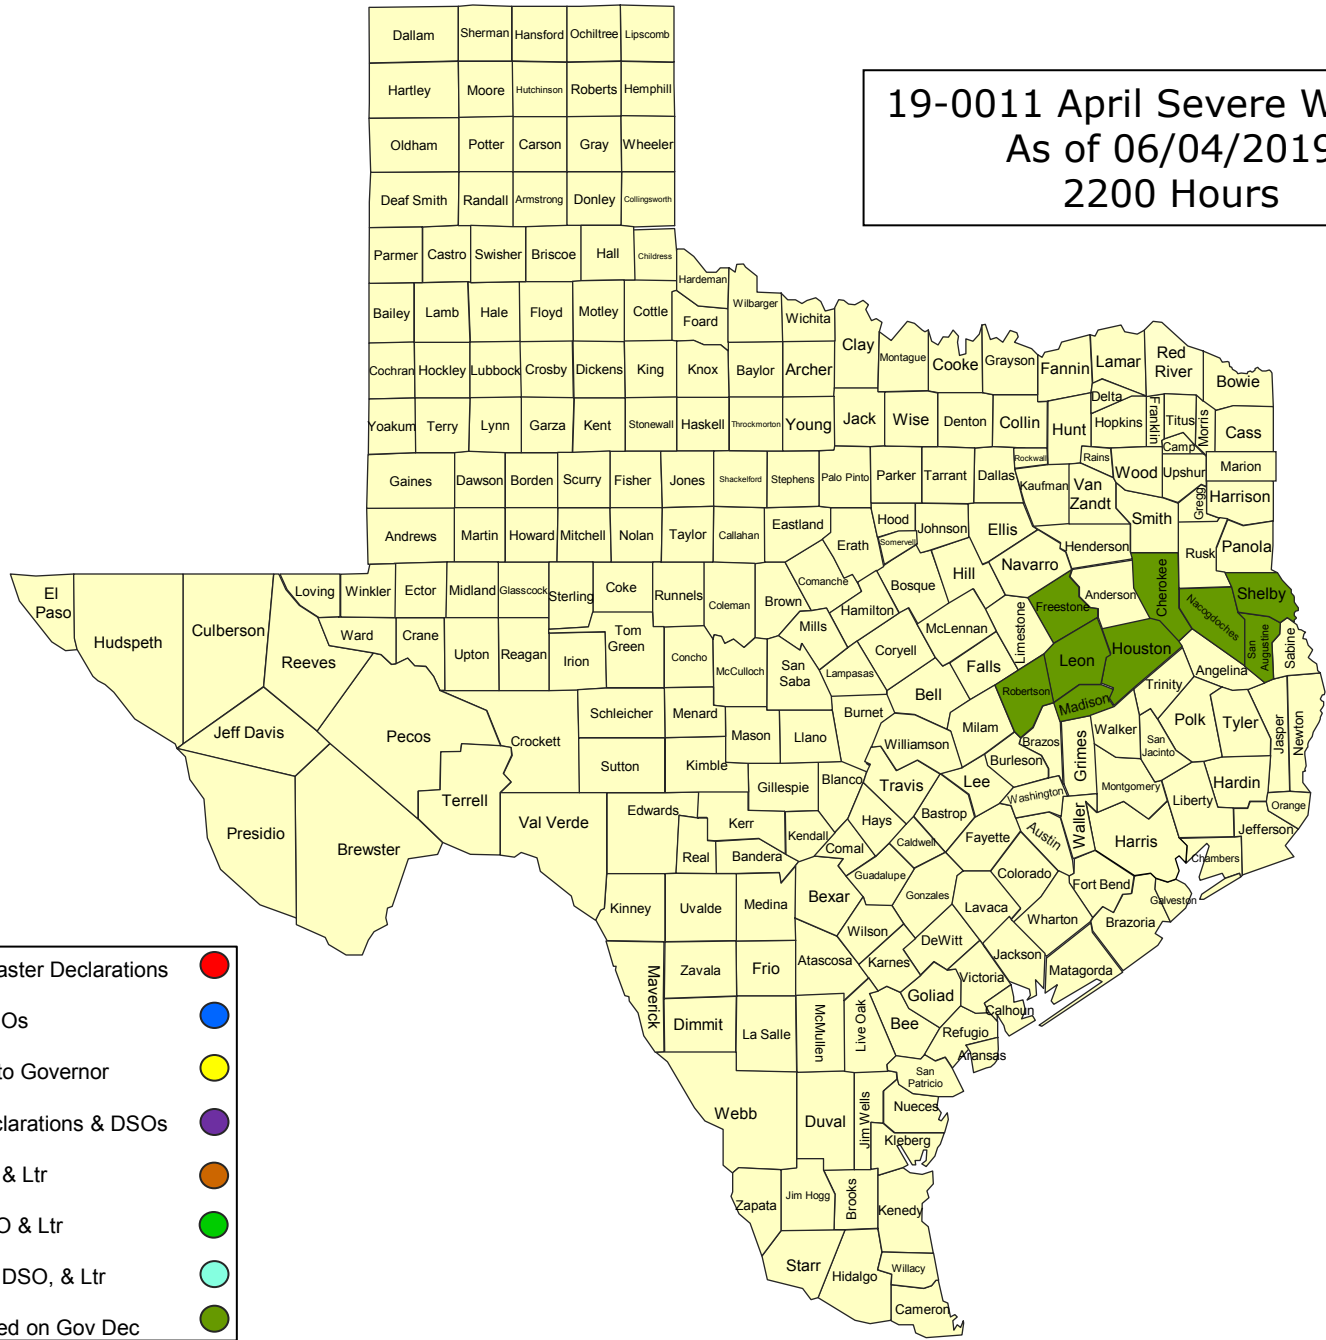 Dallam Sherman Hansford Ochiltree Lipscomb
Hartley Moore Hutchinson Roberts Hemphill
19-0011 April Severe W
As of 06/04/2019
2200 Hours
Oldham Potter Carson Gray Wheeler
Deaf Smith Randall Armstrong Donley Collingsworth
Parmer Castro Swisher Briscoe Hall Childress
Hardeman
Wilbarger
Bailey Lamb Hale Floyd Motley Cottle Foard Wichita
Clay Montague Cooke Grayson Fannin Lamar Red River Bowie
Cochran Hockley Lubbock Crosby Dickens King Knox Baylor Archer
Delta
Yoakum Terry Lynn Garza Kent Stonewall Haskell Throckmorton Young Jack Wise Denton Collin Hunt Hopkins Franklin Titus Morris Cass
Camp
Rockwall Rains
Gaines Dawson Borden Scurry Fisher Jones Shackelford Stephens Palo Pinto Parker Tarrant Dallas Kaufman Van Zandt Wood Upshur Marion
Gregg Harrison
Andrews Martin Howard Mitchell Nolan Taylor Callahan Eastland Erath Hood Somervell Johnson Ellis Henderson Smith Rusk Panola
El Paso Hudspeth Culberson Loving Winkler Ector Midland Glasscock Sterling Coke Runnels Coleman Brown Comanche Hamilton Bosque Hill Navarro Freestone Anderson Cherokee Nacogdoches Shelby
San Augustine Sabine
Reeves Ward Crane Upton Reagan Irion Tom Green Concho McCulloch San Saba Mills Lampasas Coryell McLennan Limestone Falls Leon Houston Angelina
Trinity
Jeff Davis Pecos Crockett Schleicher Menard Mason Llano Burnet Bell Milam Robertson Madison Walker San Jacinto Polk Tyler Jasper Newton
Sutton Kimble Gillespie Blanco Williamson Travis Lee Burleson Brazos Grimes Washington Montgomery Liberty Hardin Orange
Presidio Brewster Terrell Val Verde Edwards Kerr Real Bandera Kendall Comal Hays Caldwell Bastrop Fayette Austin Waller Harris Chambers Jefferson
Kinney Uvalde Medina Bexar Guadalupe Gonzales Lavaca Colorado Wharton Fort Bend Brazoria Galveston
Wilson
Maverick Zavala Frio Atascosa Karnes DeWitt Jackson Matagorda
Victoria
Dimmit La Salle McMullen Live Oak Bee Goliad Refugio Calhoun
Aransas
San Patricio
Webb Duval Jim Wells Nueces
Kleberg
Zapata Jim Hogg Brooks Kenedy
Starr Hidalgo Willacy
Cameron
aster Declarations
Os
to Governor
clarations & DSOs
& Ltr
O & Ltr
DSO, & Ltr
ed on Gov Dec